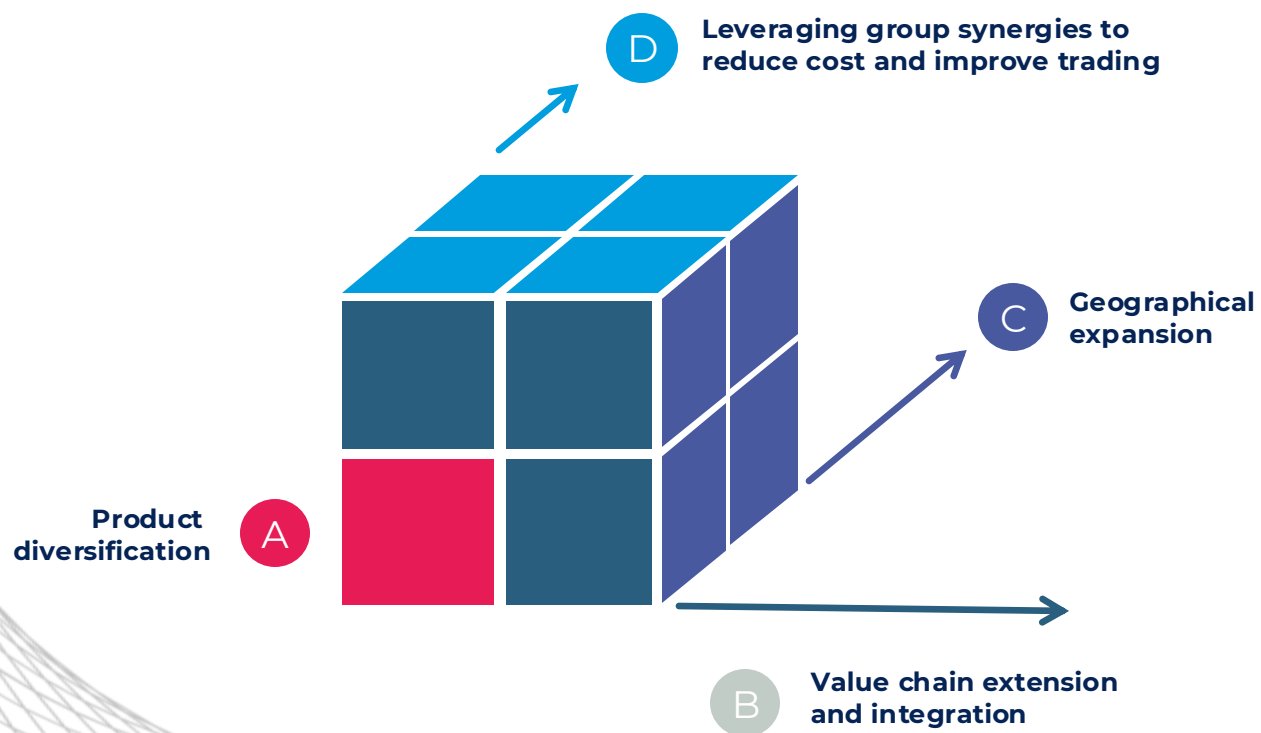 D
Leveraging group synergies to
reduce cost and improve trading
C
Geographical
expansion
Product
diversification
A
B
Value chain extension
and integration